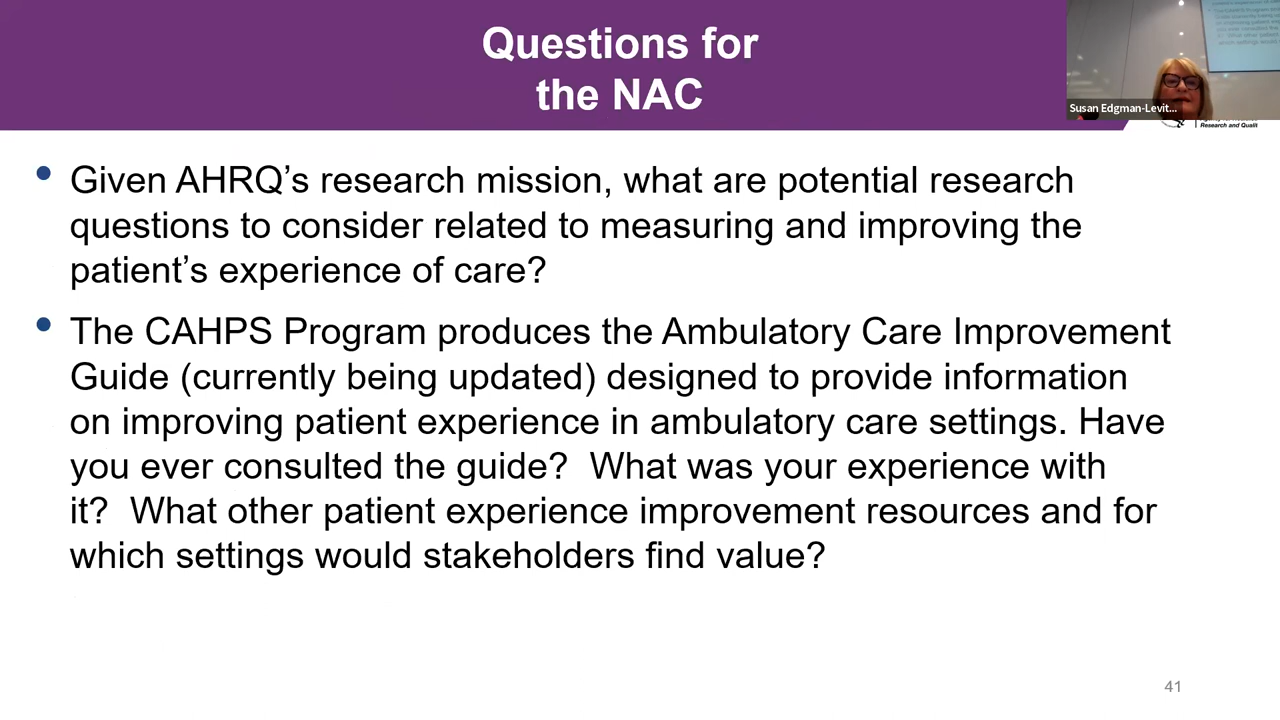 Questions for
the NAC
Susan Edgman-Levit...
Research and Qualit
• Given AHRQ’s research mission, what are potential research
questions to consider related to measuring and improving the
patient’s experience of care?
• The CAHPS Program produces the Ambulatory Care Improvement
Guide (currently being updated) designed to provide information
on improving patient experience in ambulatory care settings. Have
you ever consulted the guide?  What was your experience with
it?  What other patient experience improvement resources and for
which settings would stakeholders find value?
41